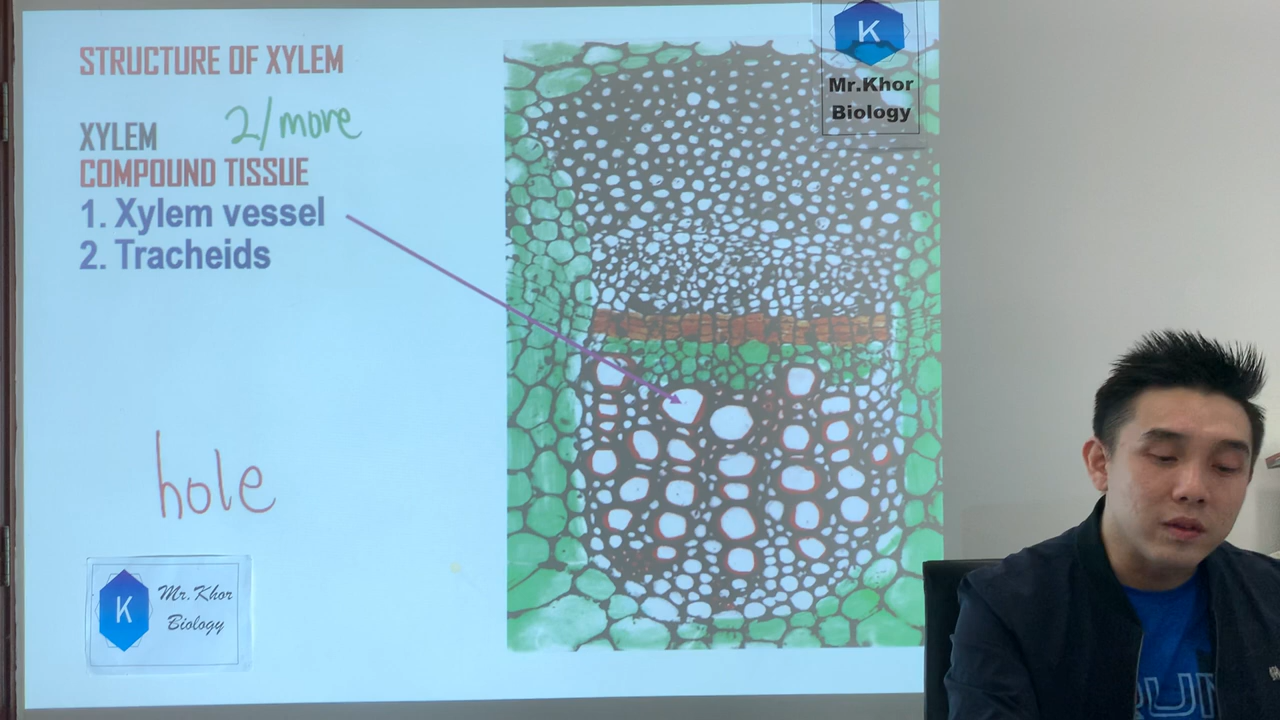 STRUCTURE OF XYLEM
XYLEM 2/more
COMPOUND TISSUE
1. Xylem vessel
2. Tracheids
hole
K
Mr.Khor
Biology
K
Mr. Khor
Biology